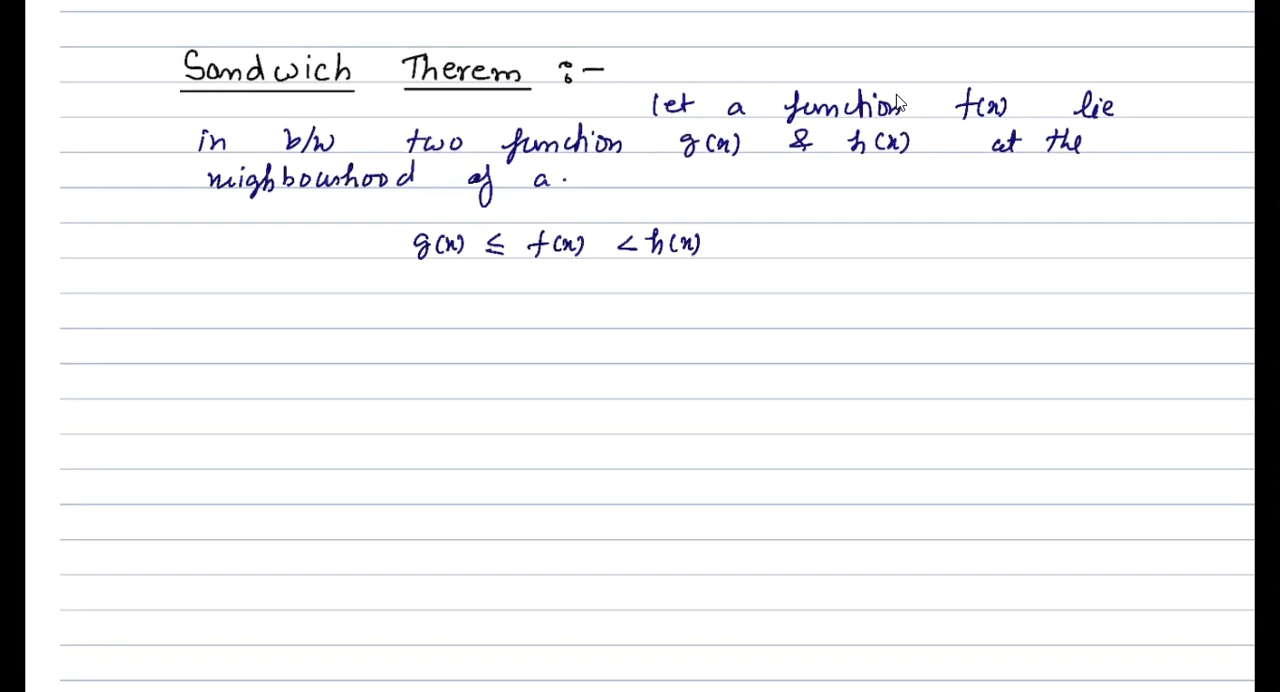 Sandwich Therem :-
let a function f(x) lie
in b/w two function g(x) & h(x) at the
neighbourhood of a.
g(x) ≤ f(x) < h(x)